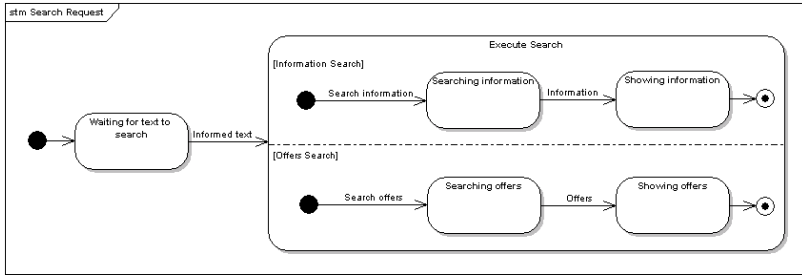 stm Search Request
Execute Search
[Information Search]
Search information
Searching information
Information
Showing information
Waiting for text to
search
Informed text
[Offers Search]
Search offers
Searching offers
Offers
Showing offers